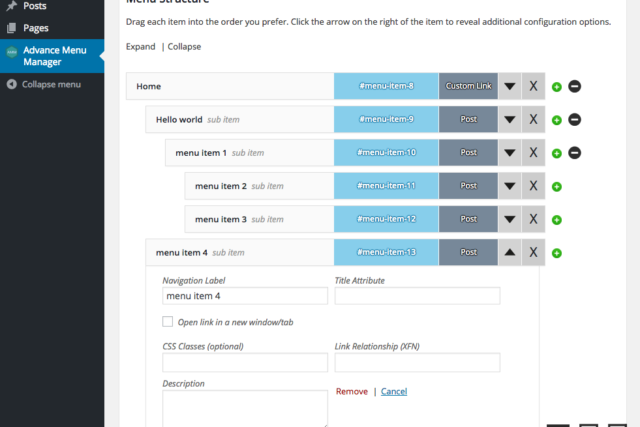 Posts
Pages
Advance Menu
Manager
Collapse menu
Menu Structure
Drag each item into the order you prefer. Click the arrow on the right of the item to reveal additional configuration options.
Expand | Collapse
Home #menu-item-8 Custom Link X
Hello world sub item #menu-item-9 Post X
menu item 1 sub item #menu-item-10 Post X
menu item 2 sub item #menu-item-11 Post X
menu item 3 sub item #menu-item-12 Post X
menu item 4 sub item #menu-item-13 Post X
Navigation Label Title Attribute
menu item 4
Open link in a new window/tab
CSS Classes (optional) Link Relationship (XFN)
Description
Remove | Cancel